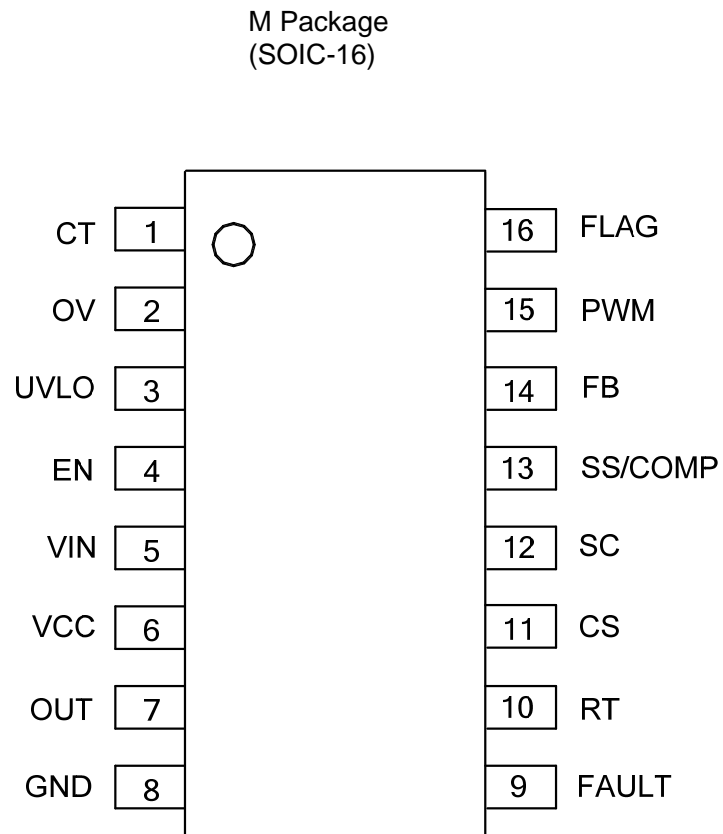 M Package
(SOIC-16)
CT 1 16 FLAG
OV 2 15 PWM
UVLO 3 14 FB
EN 4 13 SS/COMP
VIN 5 12 SC
VCC 6 11 CS
OUT 7 10 RT
GND 8 9 FAULT